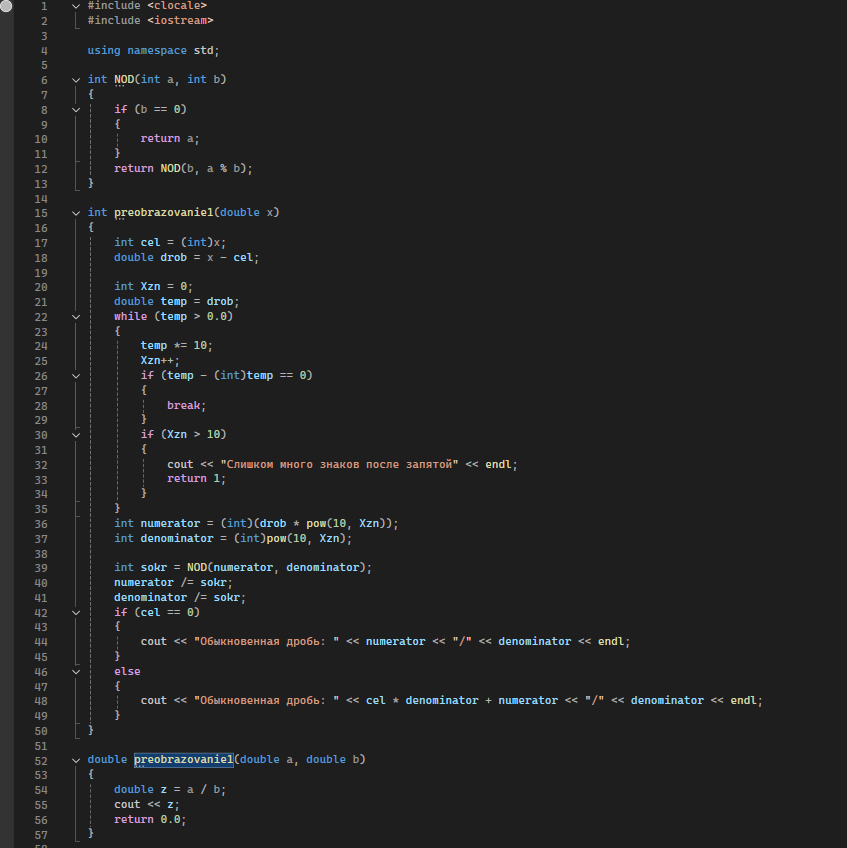 1 #include <clocale>
2 #include <iostream>
3
4 using namespace std;
5
6 int NOD(int a, int b)
7 {
8 if (b == 0)
9 {
10 return a;
11 }
12 return NOD(b, a % b);
13 }
14
15 int preobrazovanie1(double x)
16 {
17 int cel = (int)x;
18 double drob = x - cel;
19
20 int Xzn = 0;
21 double temp = drob;
22 while (temp > 0.0)
23 {
24 temp *= 10;
25 Xzn++;
26 if (temp - (int)temp == 0)
27 {
28 break;
29 }
30 if (Xzn > 10)
31 {
32 cout << "Слишком много знаков после запятой" << endl;
33 return 1;
34 }
35 }
36 int numerator = (int)(drob * pow(10, Xzn));
37 int denominator = (int)pow(10, Xzn);
38
39 int sokr = NOD(numerator, denominator);
40 numerator /= sokr;
41 denominator /= sokr;
42 if (cel == 0)
43 {
44 cout << "Обыкновенная дробь: " << numerator << "/" << denominator << endl;
45 }
46 else
47 {
48 cout << "Обыкновенная дробь: " << cel * denominator + numerator << "/" << denominator << endl;
49 }
50 }
51
52 double preobrazovanie1(double a, double b)
53 {
54 double z = a / b;
55 cout << z;
56 return 0.0;
57 }